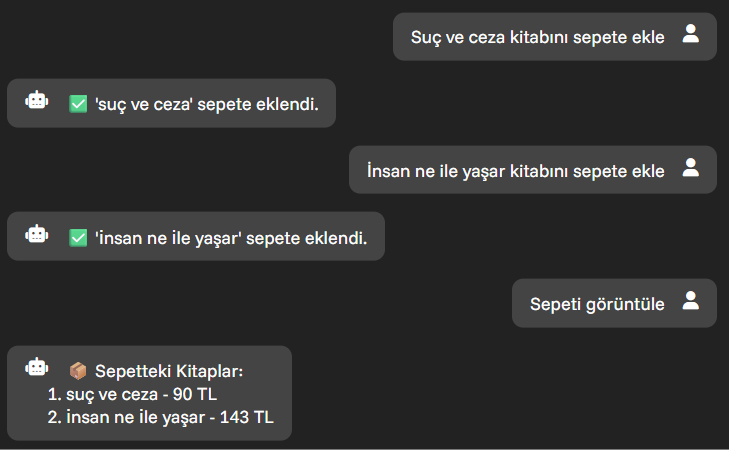 Suç ve ceza kitabını sepete ekle
✅ 'suç ve ceza' sepete eklendi.
İnsan ne ile yaşar kitabını sepete ekle
✅ 'insan ne ile yaşar' sepete eklendi.
Sepeti görüntüle
📦 Sepetteki Kitaplar:
1. suç ve ceza - 90 TL
2. insan ne ile yaşar - 143 TL